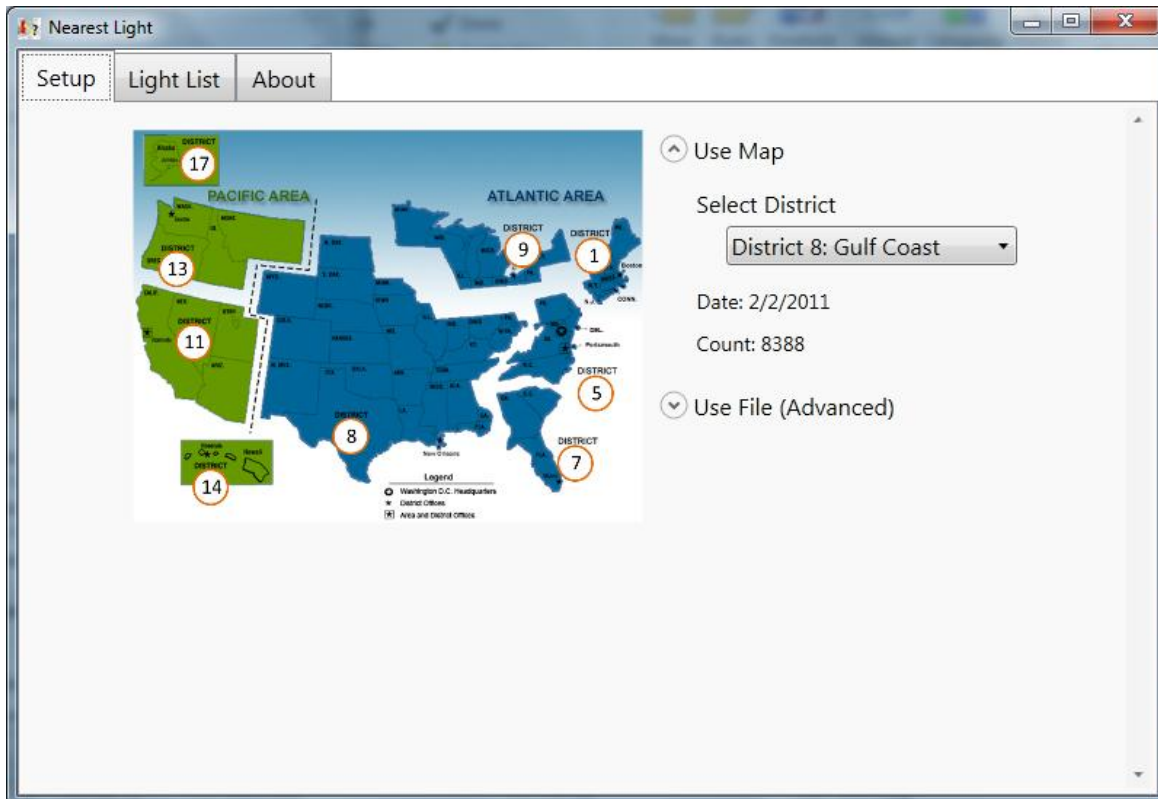 Nearest Light
Setup
Light List
About
DISTRICT
17
PACIFIC AREA
ATLANTIC AREA
DISTRICT
13
DISTRICT
11
DISTRICT
14
DISTRICT
9
DISTRICT
1
Boston
CONN.
DEL.
Portsmouth
DISTRICT
5
DISTRICT
8
New Orleans
DISTRICT
7
Legend
Washington D.C. Headquarters
District Offices
Area and District Offices
Use Map
Select District
District 8: Gulf Coast
Date: 2/2/2011
Count: 8388
Use File (Advanced)